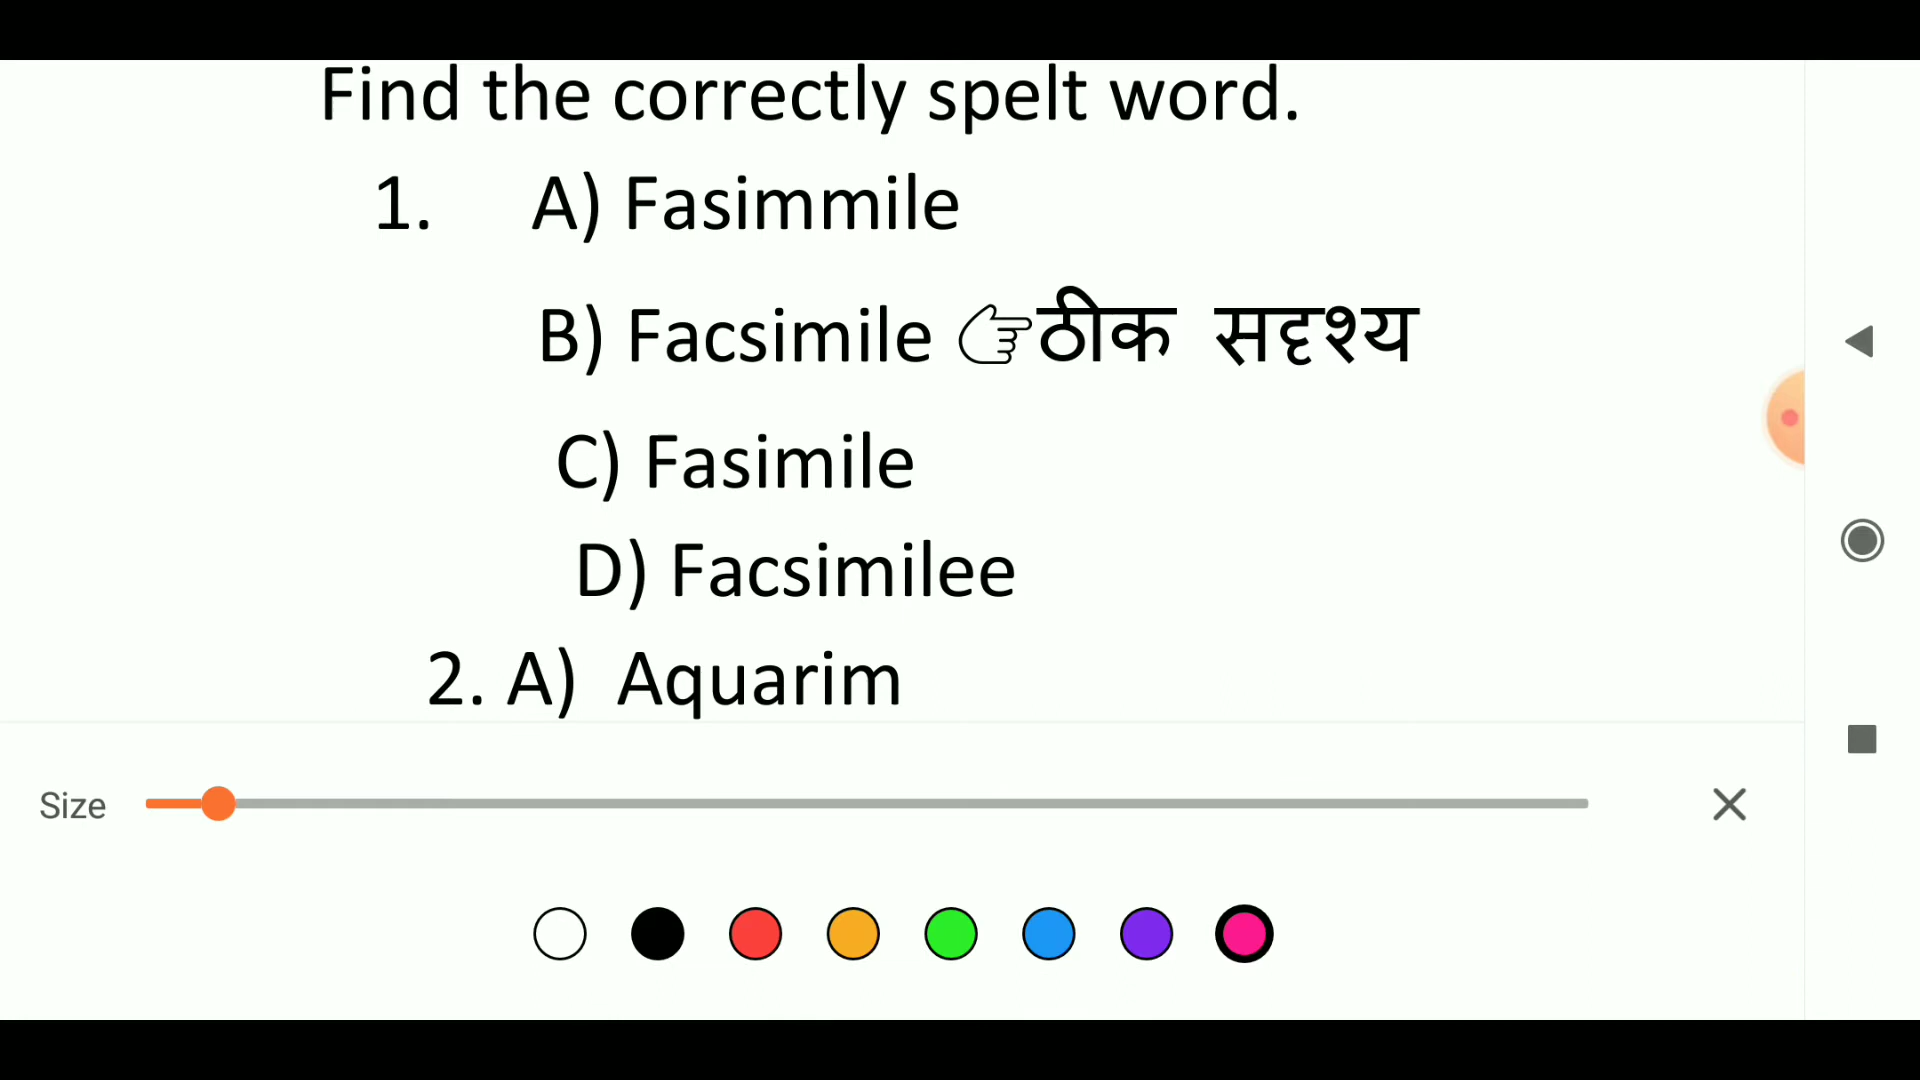 Find the correctly spelt word.
1. A) Fasimmile
B) Facsimile 👉ठीक सदृश्य
C) Fasimile
D) Facsimilee
2. A) Aquarim
Size